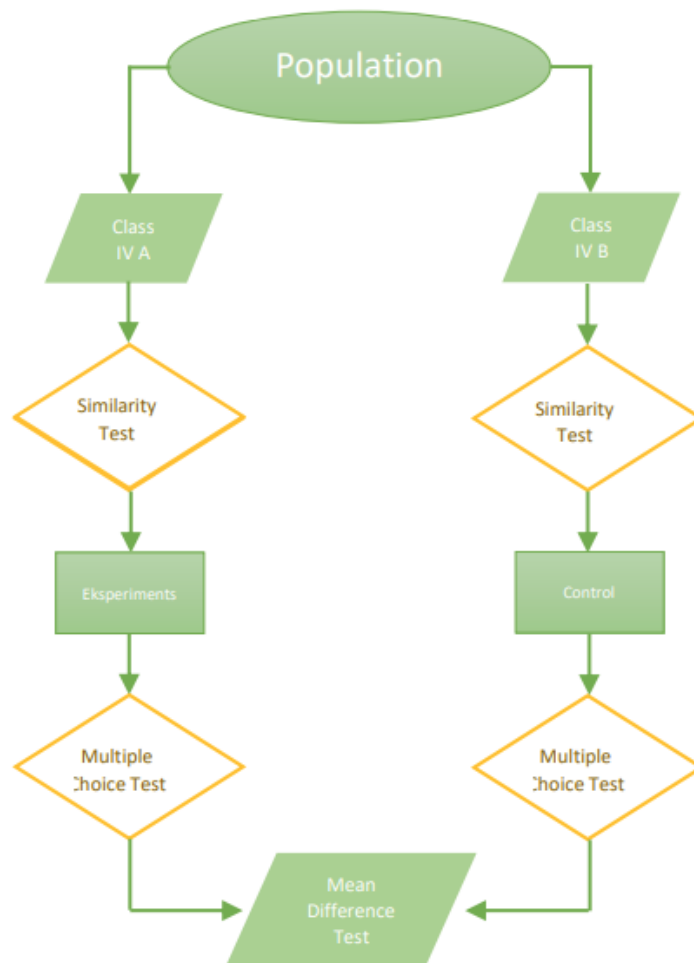 Population
Class
IV A
Class
IV B
Similarity
Test
Similarity
Test
Eksperiments
Control
Multiple
Choice Test
Multiple
Choice Test
Mean
Difference
Test